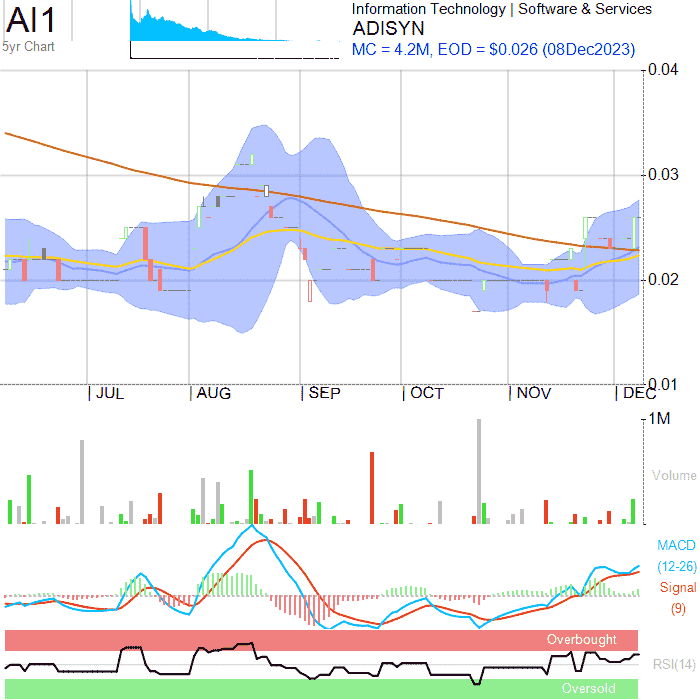 AI1
5yr Chart
Information Technology | Software & Services
ADISYN
MC = 4.2M, EOD = $0.026 (08Dec2023)
0.04
0.03
0.02
0.01
JUL AUG SEP OCT NOV DEC
1M
Volume
MACD
(12-26)
Signal
(9)
Overbought
RSI(14)
Oversold